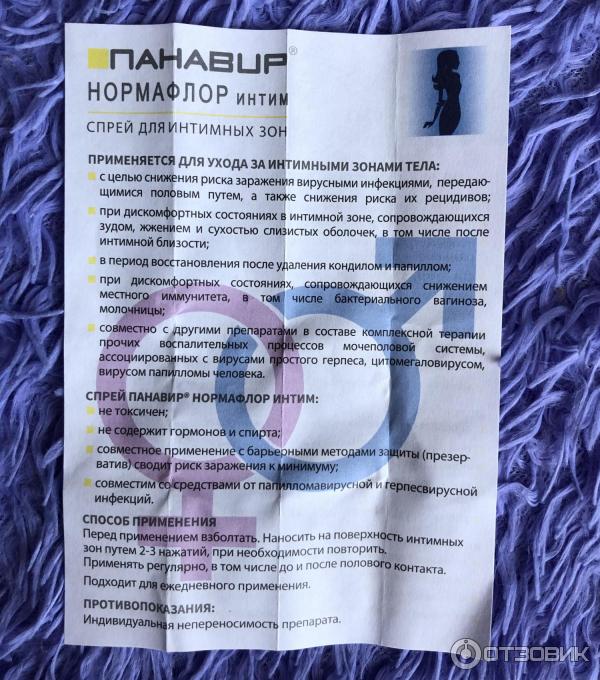 ПАНАВИР®
НОРМАФЛОР ИНТИМ
СПРЕЙ ДЛЯ ИНТИМНЫХ ЗОН
ПРИМЕНЯЕТСЯ ДЛЯ УХОДА ЗА ИНТИМНЫМИ ЗОНАМИ ТЕЛА:
с целью снижения риска заражения вирусными инфекциями, передаю-
щимися половым путем, а также снижения риска их рецидивов;
при дискомфортных состояниях в интимной зоне, сопровождающихся
зудом, жжением и сухостью слизистых оболочек, в том числе после
интимной близости;
в период восстановления после удаления кондилом и папиллом;
при дискомфортных состояниях, сопровождающихся снижением
местного иммунитета, в том числе бактериального вагиноза,
молочницы;
совместно с другими препаратами в составе комплексной терапии
прочих воспалительных процессов мочеполовой системы,
ассоциированных с вирусами простого герпеса, цитомегаловирусом,
вирусом папилломы человека.
СПРЕЙ ПАНАВИР® НОРМАФЛОР ИНТИМ:
не токсичен;
не содержит гормонов и спирта;
совместное применение с барьерными методами защиты (презер-
ватив) сводит риск заражения к минимуму;
совместим со средствами от папилломавирусной и герпесвирусной
инфекций.
СПОСОБ ПРИМЕНЕНИЯ
Перед применением взболтать. Наносить на поверхность интимных
зон путем 2-3 нажатий, при необходимости повторить.
Применять регулярно, в том числе до и после полового контакта.
Подходит для ежедневного применения.
ПРОТИВОПОКАЗАНИЯ:
Индивидуальная непереносимость препарата.
ОТЗОВИК